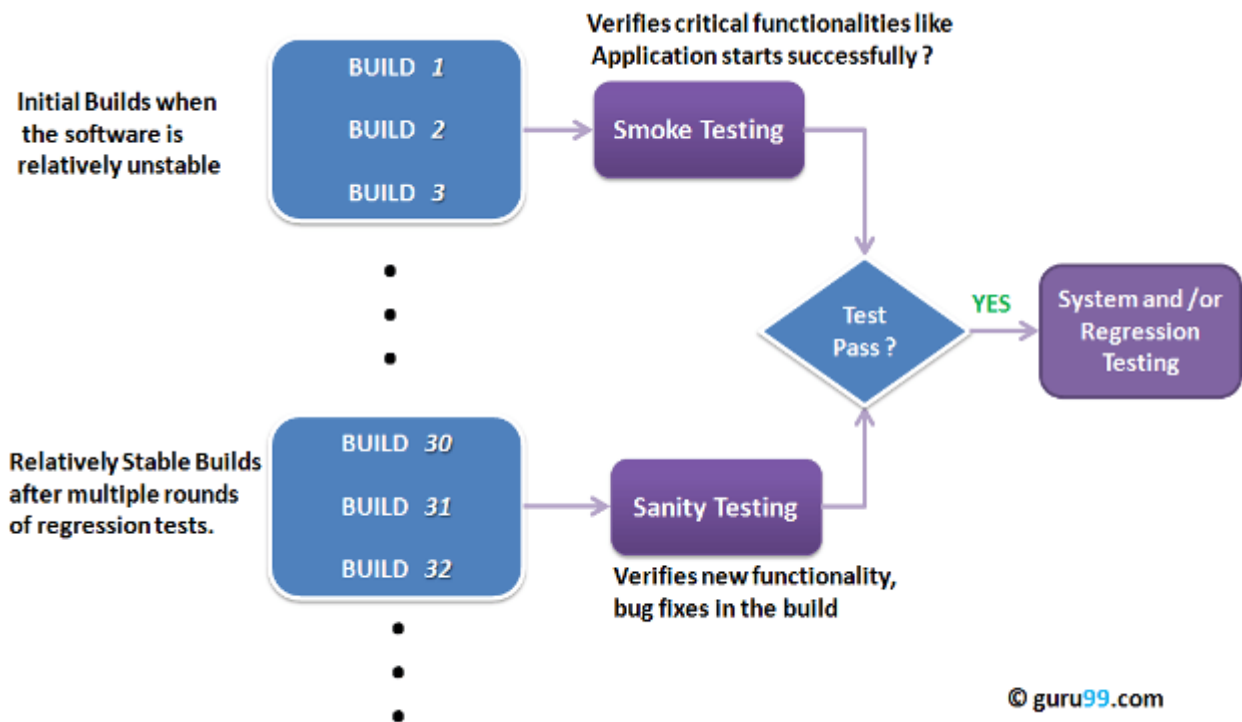 Verifies critical functionalities like
Application starts successfully ?
Initial Builds when
the software is
relatively unstable
BUILD 1
BUILD 2
BUILD 3
Smoke Testing
Test
Pass ?
YES
System and /or
Regression
Testing
Relatively Stable Builds
after multiple rounds
of regression tests.
BUILD 30
BUILD 31
BUILD 32
Sanity Testing
Verifies new functionality,
bug fixes in the build
© guru99.com